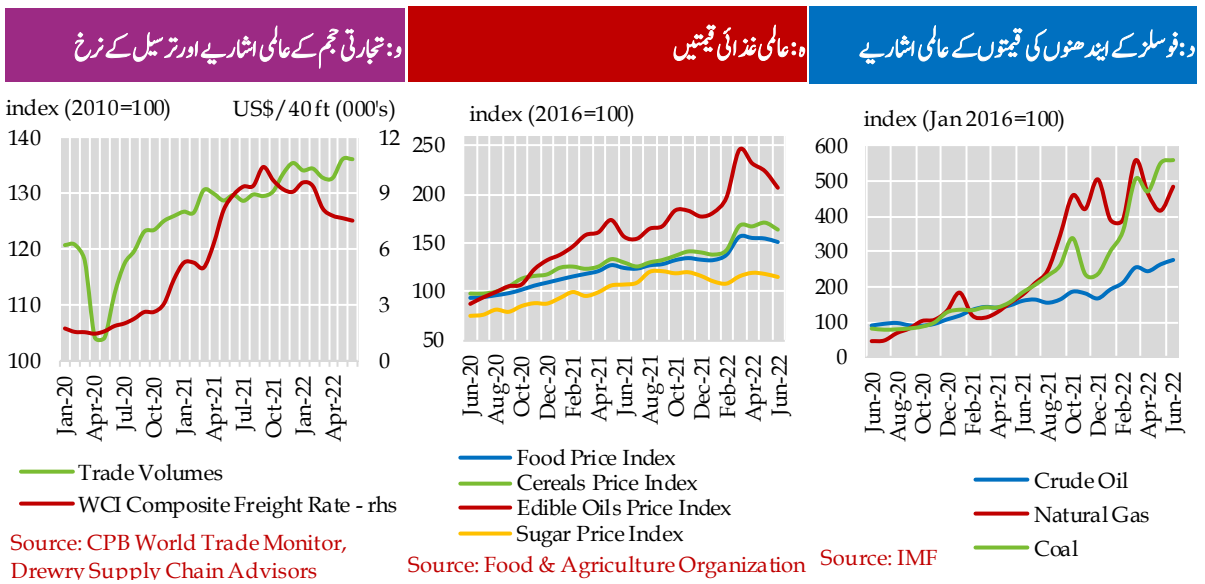 د: فوسلز کے ایندھنوں کی قیمتوں کے عالمی اشاریے
index (Jan 2016=100)
600
500
400
300
200
100
0
Jun-20
Aug-20
Oct-20
Dec-20
Feb-21
Apr-21
Jun-21
Aug-21
Oct-21
Dec-21
Feb-22
Apr-22
Jun-22
Crude Oil
Natural Gas
Coal
Source: IMF
ہ: عالمی غذائی قیمتیں
index (2016=100)
250
200
150
100
50
Jun-20
Aug-20
Oct-20
Dec-20
Feb-21
Apr-21
Jun-21
Aug-21
Oct-21
Dec-21
Feb-22
Apr-22
Jun-22
Food Price Index
Cereals Price Index
Edible Oils Price Index
Sugar Price Index
Source: Food & Agriculture Organization
و: تجارتی حجم کے عالمی اشاریے اور ترسیل کے نرخ
index (2010=100) US$/40 ft (000's)
140 12
130 9
120 6
110 3
100 0
Jan-20
Apr-20
Jul-20
Oct-20
Jan-21
Apr-21
Jul-21
Oct-21
Jan-22
Apr-22
Trade Volumes
WCI Composite Freight Rate - rhs
Source: CPB World Trade Monitor,
Drewry Supply Chain Advisors